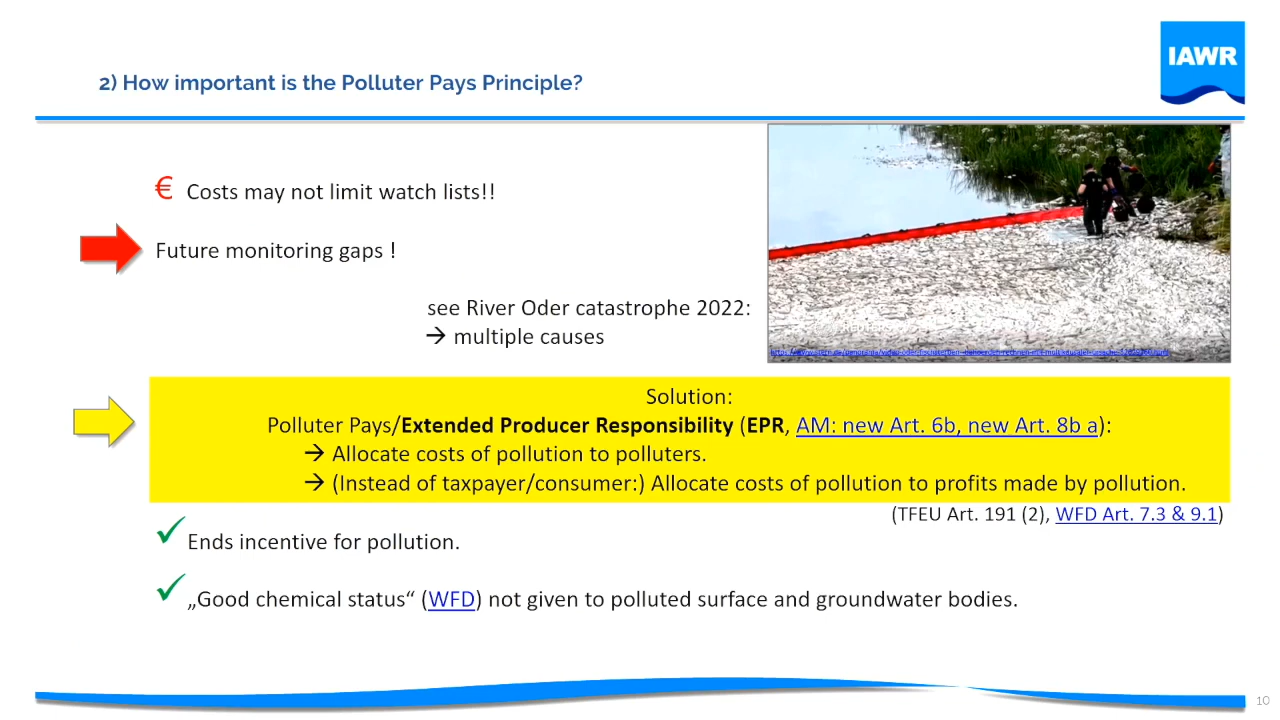 IAWR
2) How important is the Polluter Pays Principle?
€ Costs may not limit watch lists!!
Future monitoring gaps !
see River Oder catastrophe 2022:
→ multiple causes
Solution:
Polluter Pays/Extended Producer Responsibility (EPR, AM: new Art. 6b, new Art. 8b a):
→ Allocate costs of pollution to polluters.
→ (Instead of taxpayer/consumer:) Allocate costs of pollution to profits made by pollution.
(TFEU Art. 191 (2), WFD Art. 7.3 & 9.1)
✓ Ends incentive for pollution.
✓ „Good chemical status“ (WFD) not given to polluted surface and groundwater bodies.
10